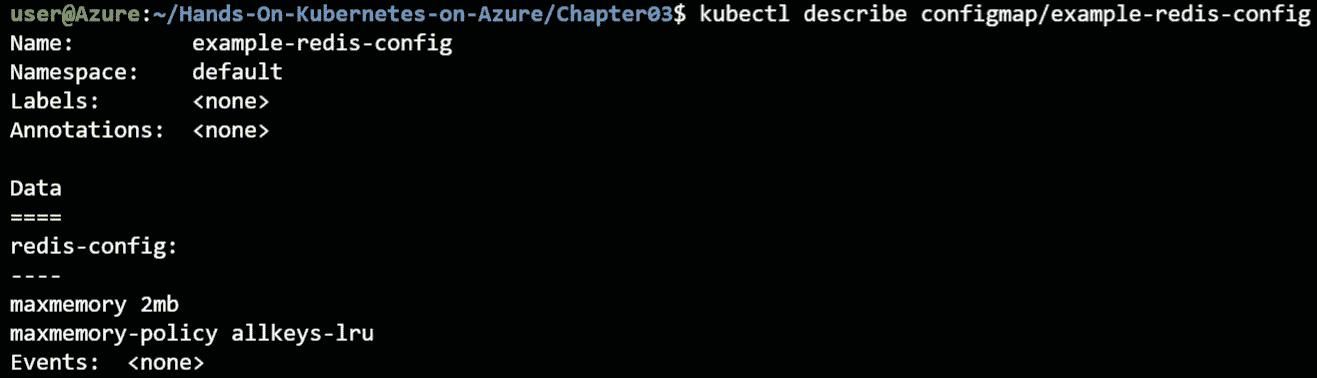 user@Azure:~/Hands-On-Kubernetes-on-Azure/Chapter03$ kubectl describe configmap/example-redis-config
Name:         example-redis-config
Namespace:    default
Labels:       <none>
Annotations:  <none>

Data
====
redis-config:
----
maxmemory 2mb
maxmemory-policy allkeys-lru
Events:  <none>